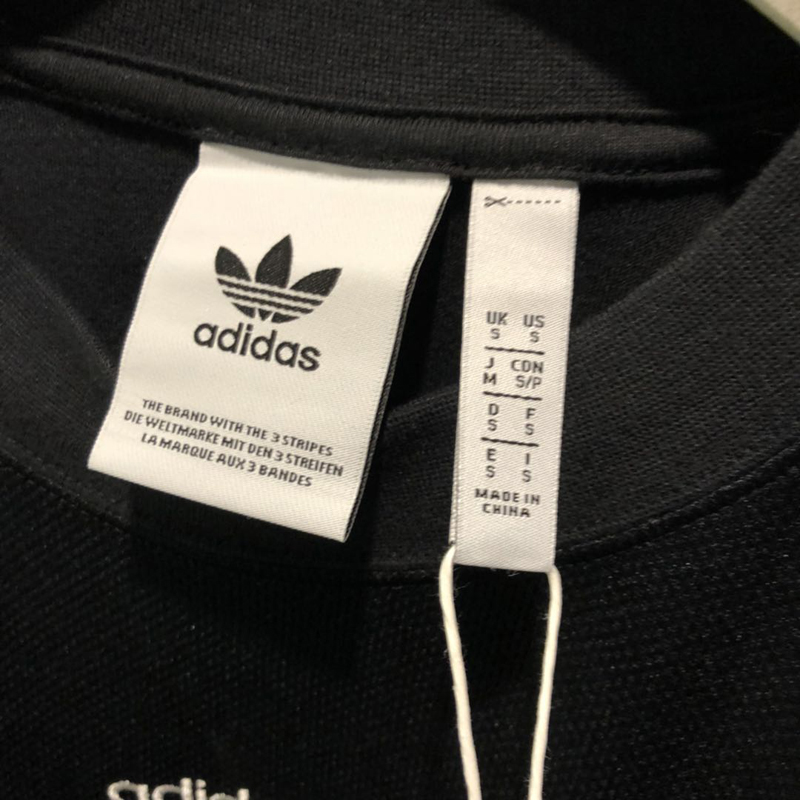 adidas
THE BRAND WITH THE 3 STRIPES
DIE WELTMARKE MIT DEN 3 STREIFEN
LA MARQUE AUX 3 BANDES
UK US
S S
J CDN
M S/P
D F
S S
E I
S S
MADE IN
CHINA